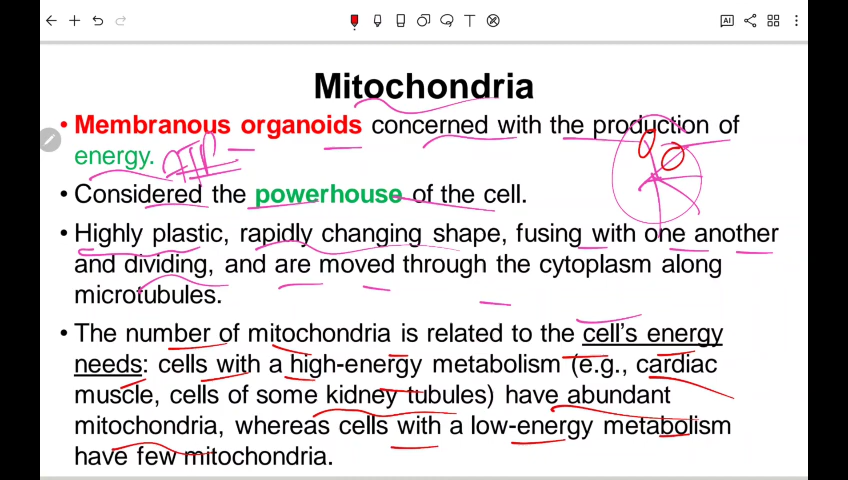 AI
T
Mitochondria
• Membranous organoids concerned with the production of
energy. ATP
• Considered the powerhouse of the cell.
• Highly plastic, rapidly changing shape, fusing with one another
and dividing, and are moved through the cytoplasm along
microtubules.
• The number of mitochondria is related to the cell's energy
needs: cells with a high-energy metabolism (e.g., cardiac
muscle, cells of some kidney tubules) have abundant
mitochondria, whereas cells with a low-energy metabolism
have few mitochondria.